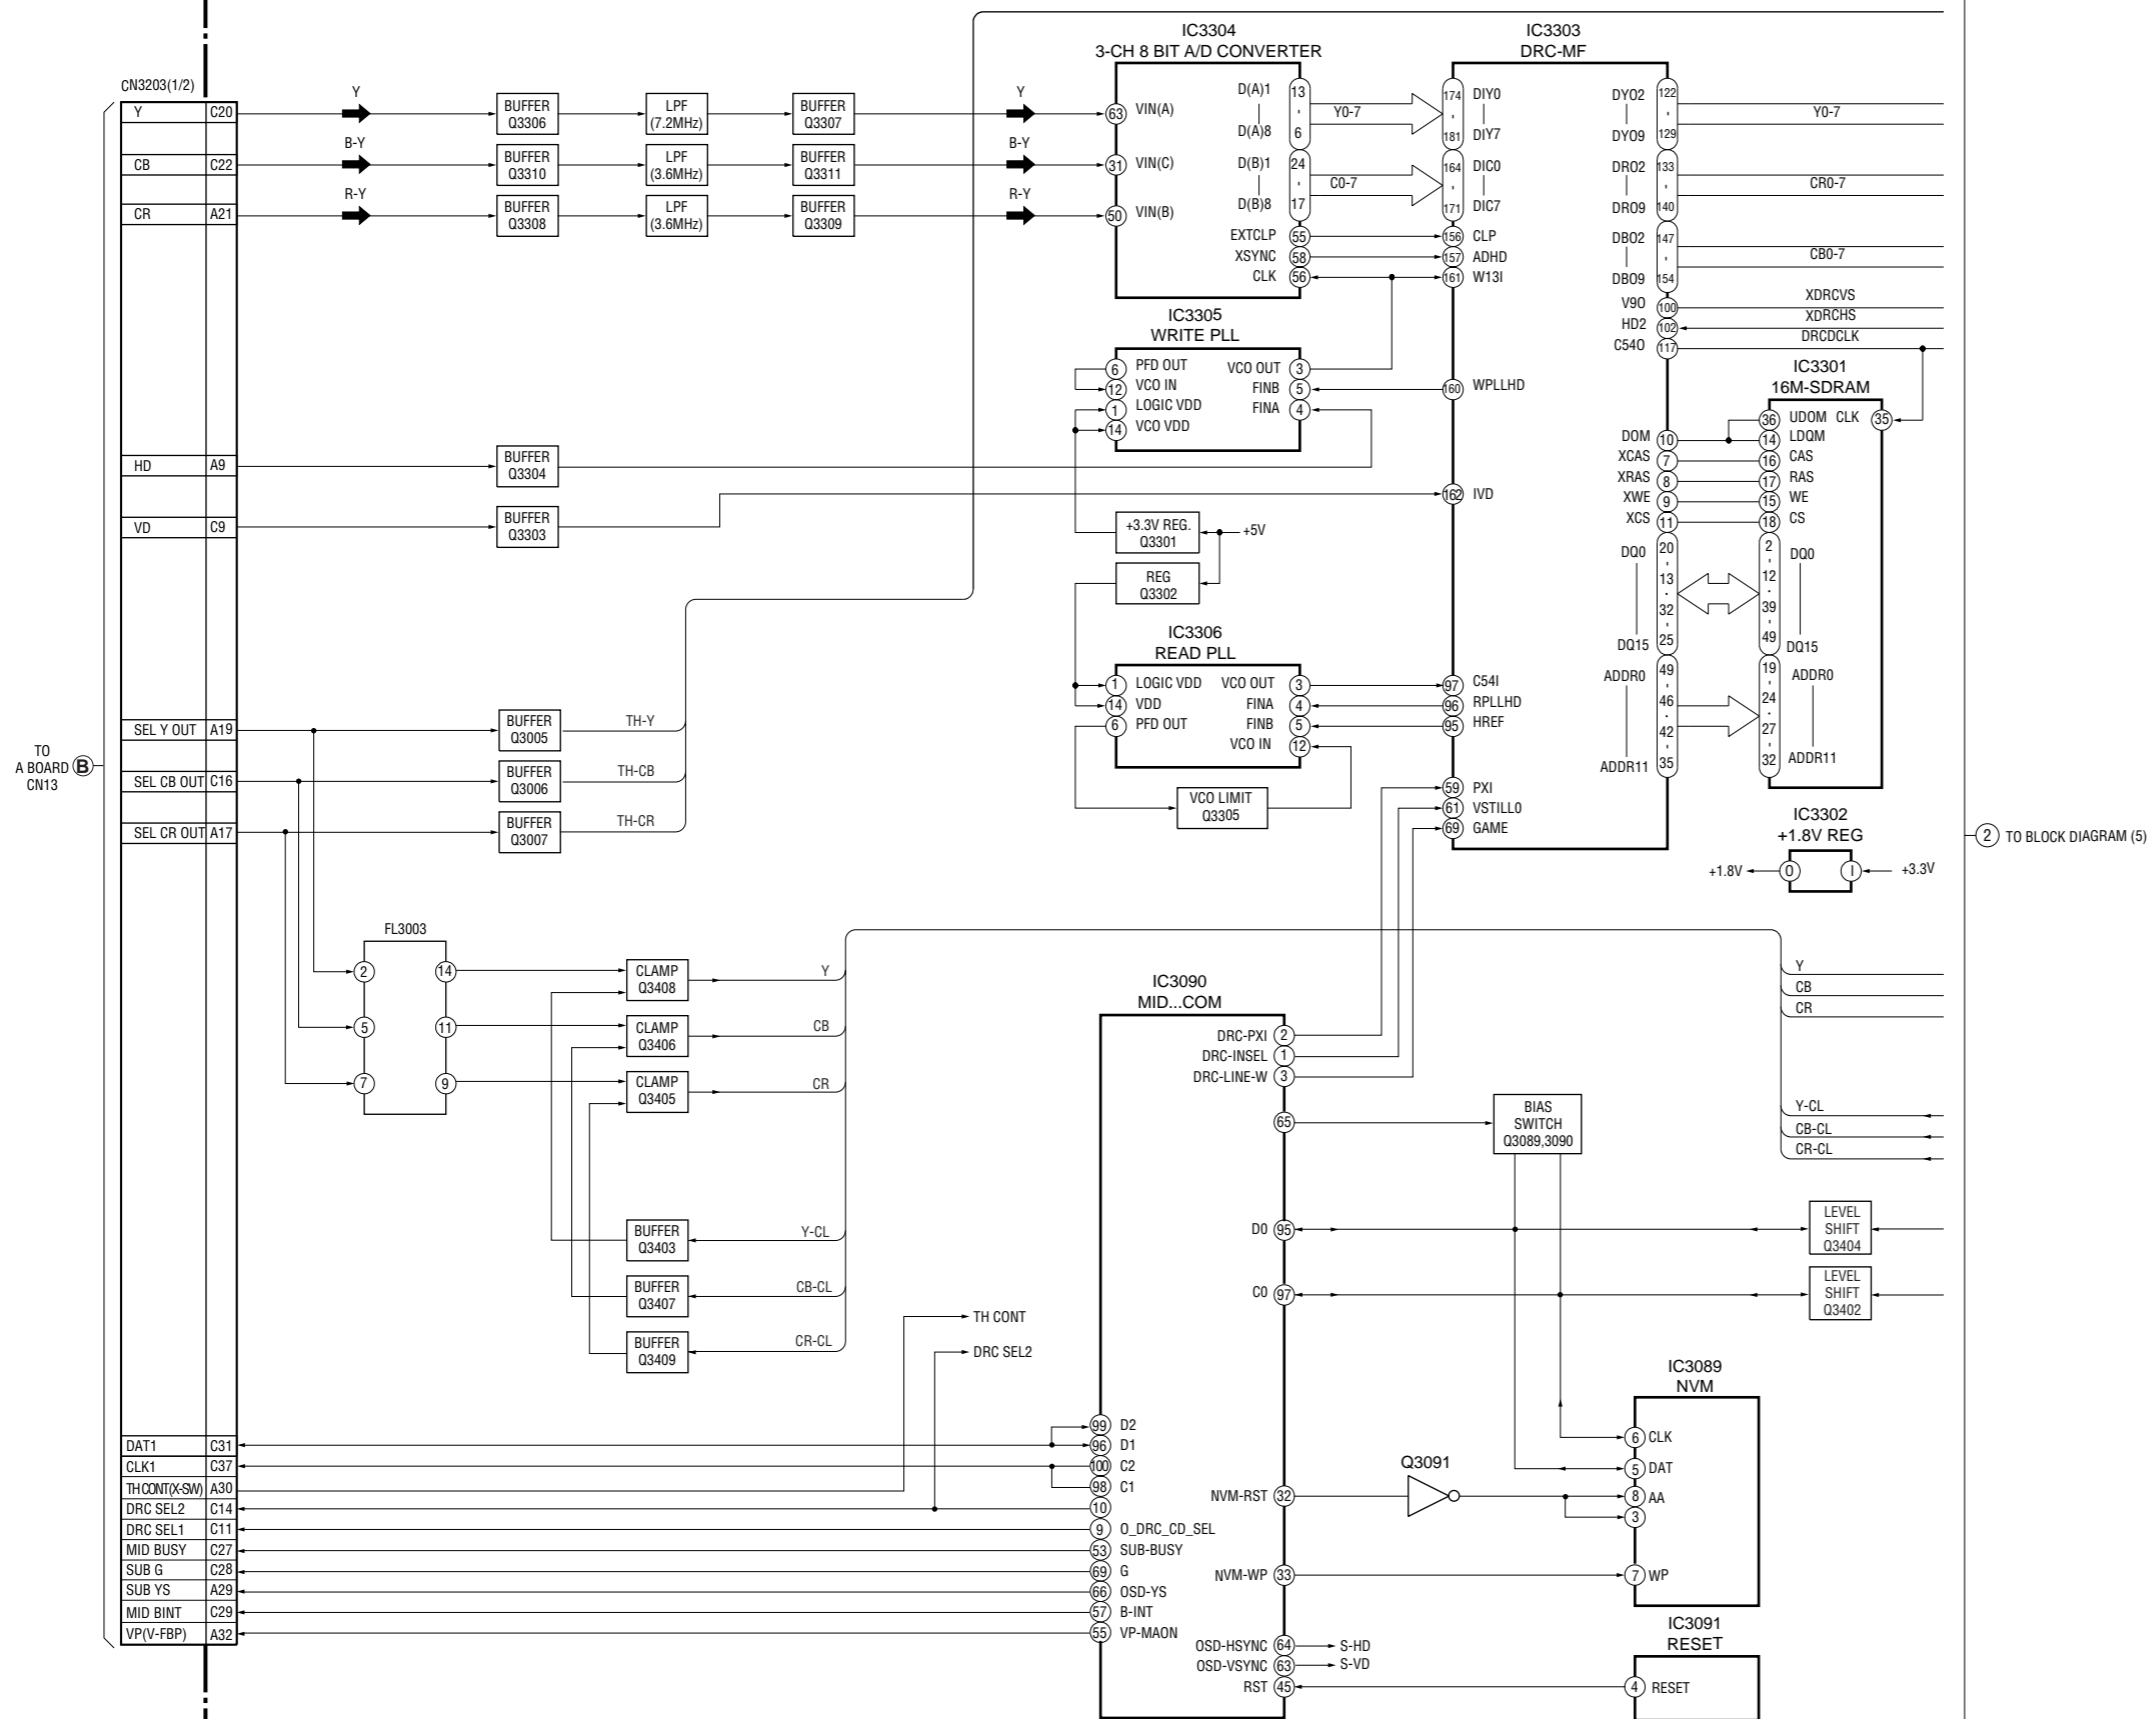 CN3203(1/2)
Y C20
CB C22
CR A21
HD A9
VD C9
SEL Y OUT A19
SEL CB OUT C16
SEL CR OUT A17
DAT1 C31
CLK1 C37
TH CONT(X-SW) A30
DRC SEL2 C14
DRC SEL1 C11
MID BUSY C27
SUB G C28
SUB YS A29
MID BINT C29
VP(V-FBP) A32
TO
A BOARD B
CN13
Y
BUFFER
Q3306
LPF
(7.2MHz)
BUFFER
Q3307
Y
B-Y
BUFFER
Q3310
LPF
(3.6MHz)
BUFFER
Q3311
B-Y
R-Y
BUFFER
Q3308
LPF
(3.6MHz)
BUFFER
Q3309
R-Y
IC3304
3-CH 8 BIT A/D CONVERTER
63 VIN(A)
31 VIN(C)
50 VIN(B)
D(A)1 13
D(A)8 6
D(B)1 24
D(B)8 17
EXTCLP 55
XSYNC 58
CLK 56
Y0-7
C0-7
IC3303
DRC-MF
174 DIY0
181 DIY7
164 DIC0
171 DIC7
156 CLP
157 ADHD
161 W13I
160 WPLLHD
162 IVD
97 C54I
96 RPLLHD
95 HREF
59 PXI
61 VSTILL0
69 GAME
DYO2 122
DYO9 129
DRO2 133
DRO9 140
DBO2 147
DBO9 154
V9O 100
HD2 102
C54O 117
DOM 10
XCAS 7
XRAS 8
XWE 9
XCS 11
DQ0 20
13
32
DQ15 25
ADDR0 49
46
42
ADDR11 35
Y0-7
CR0-7
CB0-7
XDRCVS
XDRCHS
DRCDCLK
IC3301
16M-SDRAM
36 UDOM CLK 35
14 LDQM
16 CAS
17 RAS
15 WE
18 CS
2 DQ0
12
39
49 DQ15
19 ADDR0
24
27
32 ADDR11
IC3305
WRITE PLL
6 PFD OUT
12 VCO IN
1 LOGIC VDD
14 VCO VDD
VCO OUT 3
FINB 5
FINA 4
BUFFER
Q3304
BUFFER
Q3303
+3.3V REG.
Q3301
+5V
REG
Q3302
IC3306
READ PLL
1 LOGIC VDD
14 VDD
6 PFD OUT
VCO OUT 3
FINA 4
FINB 5
VCO IN 12
VCO LIMIT
Q3305
BUFFER
Q3005
TH-Y
BUFFER
Q3006
TH-CB
BUFFER
Q3007
TH-CR
IC3302
+1.8V REG
+1.8V O I +3.3V
2 TO BLOCK DIAGRAM (5)
FL3003
2 14
5 11
7 9
CLAMP
Q3408
Y
CLAMP
Q3406
CB
CLAMP
Q3405
CR
BUFFER
Q3403
Y-CL
BUFFER
Q3407
CB-CL
BUFFER
Q3409
CR-CL
TH CONT
DRC SEL2
IC3090
MID...COM
DRC-PXI 2
DRC-INSEL 1
DRC-LINE-W 3
65
D0 95
C0 97
NVM-RST 32
NVM-WP 33
OSD-HSYNC 64 S-HD
OSD-VSYNC 63 S-VD
RST 45
99 D2
96 D1
100 C2
98 C1
10
9 O_DRC_CD_SEL
53 SUB-BUSY
69 G
66 OSD-YS
57 B-INT
55 VP-MAON
BIAS
SWITCH
Q3089,3090
Y
CB
CR
Y-CL
CB-CL
CR-CL
LEVEL
SHIFT
Q3404
LEVEL
SHIFT
Q3402
Q3091
IC3089
NVM
6 CLK
5 DAT
8 AA
3
7 WP
IC3091
RESET
4 RESET